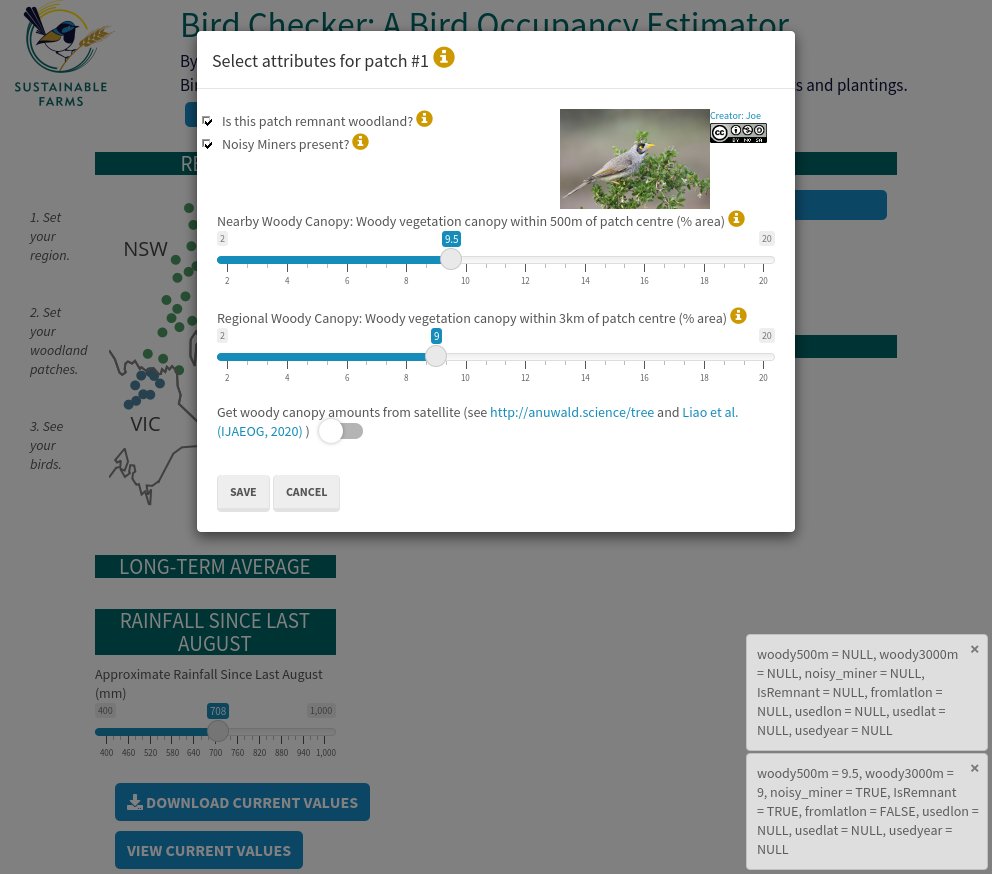 Bird Checker: A Bird Occupancy Estimator
SUSTAINABLE
FARMS
By
Bir
s and plantings.
Select attributes for patch #1
Is this patch remnant woodland?
Noisy Miners present?
Creator: Joe
CC BY NC SA
Nearby Woody Canopy: Woody vegetation canopy within 500m of patch centre (% area)
2 9.5 20
2 4 6 8 10 12 14 16 18 20
Regional Woody Canopy: Woody vegetation canopy within 3km of patch centre (% area)
2 9 20
2 4 6 8 10 12 14 16 18 20
Get woody canopy amounts from satellite (see http://anuwald.science/tree and Liao et al.
(IJAEOG, 2020) )
SAVE CANCEL
RE
1. Set
your
region.
NSW
2. Set
your
woodland
patches.
VIC
3. See
your
birds.
LONG-TERM AVERAGE
RAINFALL SINCE LAST
AUGUST
Approximate Rainfall Since Last August
(mm)
400 708 1,000
400 460 520 580 640 700 760 820 880 940 1,000
DOWNLOAD CURRENT VALUES
VIEW CURRENT VALUES
woody500m = NULL, woody3000m
= NULL, noisy_miner = NULL,
IsRemnant = NULL, fromlatlon =
NULL, usedlon = NULL, usedlat =
NULL, usedyear = NULL
woody500m = 9.5, woody3000m =
9, noisy_miner = TRUE, IsRemnant
= TRUE, fromlatlon = FALSE, usedlon =
NULL, usedlat = NULL, usedyear =
NULL